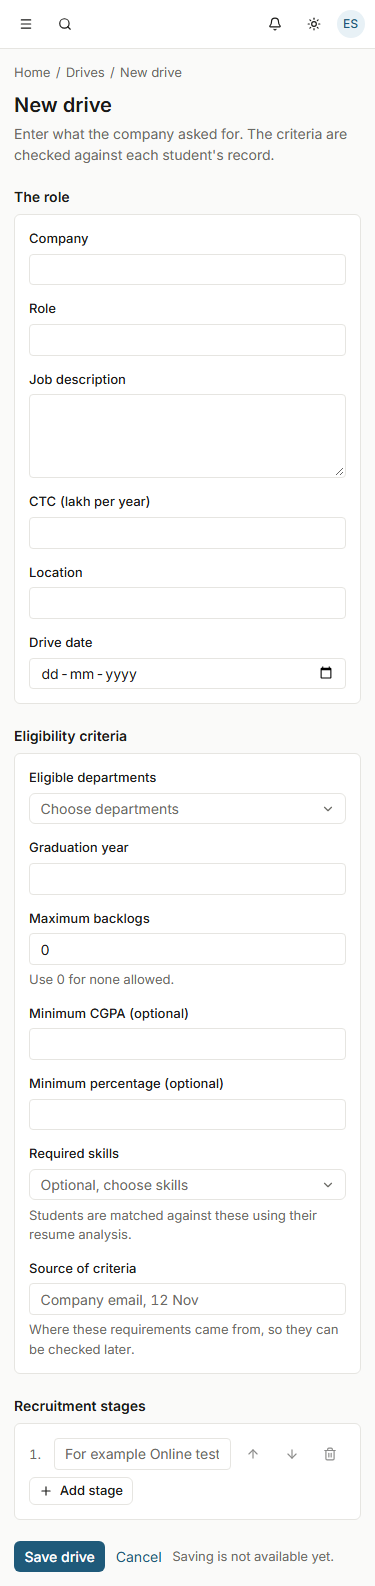 ES
Home / Drives / New drive
New drive
Enter what the company asked for. The criteria are
checked against each student's record.
The role
Company
Role
Job description
CTC (lakh per year)
Location
Drive date
dd-mm-yyyy
Eligibility criteria
Eligible departments
Choose departments
Graduation year
Maximum backlogs
0
Use 0 for none allowed.
Minimum CGPA (optional)
Minimum percentage (optional)
Required skills
Optional, choose skills
Students are matched against these using their
resume analysis.
Source of criteria
Company email, 12 Nov
Where these requirements came from, so they can
be checked later.
Recruitment stages
1. For example Online test
Add stage
Save drive Cancel Saving is not available yet.